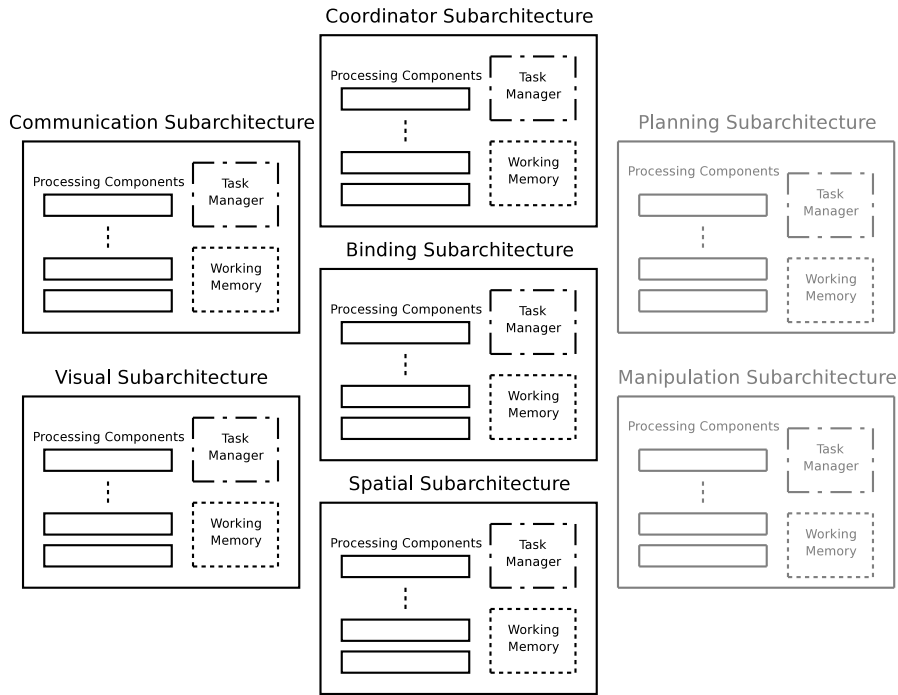 Coordinator Subarchitecture
Processing Components
Task
Manager
Working
Memory
Communication Subarchitecture
Processing Components
Task
Manager
Working
Memory
Planning Subarchitecture
Processing Components
Task
Manager
Working
Memory
Binding Subarchitecture
Processing Components
Task
Manager
Working
Memory
Visual Subarchitecture
Processing Components
Task
Manager
Working
Memory
Manipulation Subarchitecture
Processing Components
Task
Manager
Working
Memory
Spatial Subarchitecture
Processing Components
Task
Manager
Working
Memory